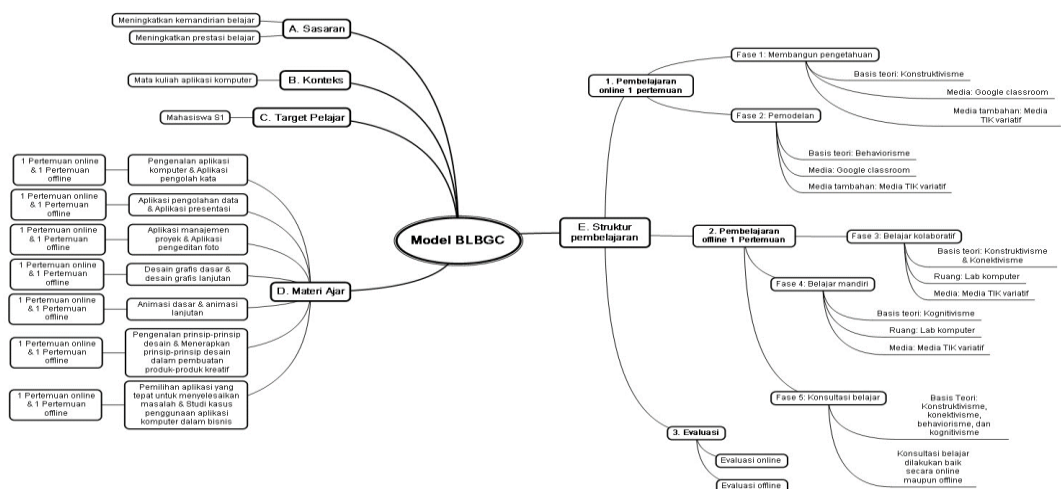 Meningkatkan kemandirian belajar
Meningkatkan prestasi belajar
A. Sasaran
Mata kuliah aplikasi komputer
B. Konteks
Mahasiswa S1
C. Target Pelajar
1 Pertemuan online
& 1 Pertemuan
offline
Pengenalan aplikasi
komputer & Aplikasi
pengolah kata
1 Pertemuan online
& 1 Pertemuan
offline
Aplikasi pengolahan data
& Aplikasi presentasi
1 Pertemuan online
& 1 Pertemuan
offline
Aplikasi manajemen
proyek & Aplikasi
pengeditan foto
1 Pertemuan online
& 1 Pertemuan
offline
Desain grafis dasar &
desain grafis lanjutan
1 Pertemuan online
& 1 Pertemuan
offline
Animasi dasar & animasi
lanjutan
1 Pertemuan online
& 1 Pertemuan
offline
Pengenalan prinsip-prinsip
desain & Menerapkan
prinsip-prinsip desain
dalam pembuatan
produk-produk kreatif
1 Pertemuan online
& 1 Pertemuan
offline
Pemilihan aplikasi yang
tepat untuk menyelesaikan
masalah & Studi kasus
penggunaan aplikasi
komputer dalam bisnis
D. Materi Ajar
Model BLBGC
E. Struktur
pembelajaran
1. Pembelajaran
online 1 pertemuan
Fase 1: Membangun pengetahuan
Basis teori: Konstruktivisme
Media: Google classroom
Media tambahan: Media
TIK variatif
Fase 2: Pemodelan
Basis teori: Behaviorisme
Media: Google classroom
Media tambahan: Media TIK variatif
2. Pembelajaran
offline 1 Pertemuan
Fase 3: Belajar kolaboratif
Basis teori: Konstruktivisme
& Konektivisme
Ruang: Lab komputer
Media: Media TIK variatif
Fase 4: Belajar mandiri
Basis teori: Kognitivisme
Ruang: Lab komputer
Media: Media TIK variatif
Fase 5: Konsultasi belajar
Basis Teori:
Konstruktivisme,
konektivisme,
behaviorisme, dan
kognitivisme
Konsultasi belajar
dilakukan baik
secara online
maupun offline
3. Evaluasi
Evaluasi online
Evaluasi offline